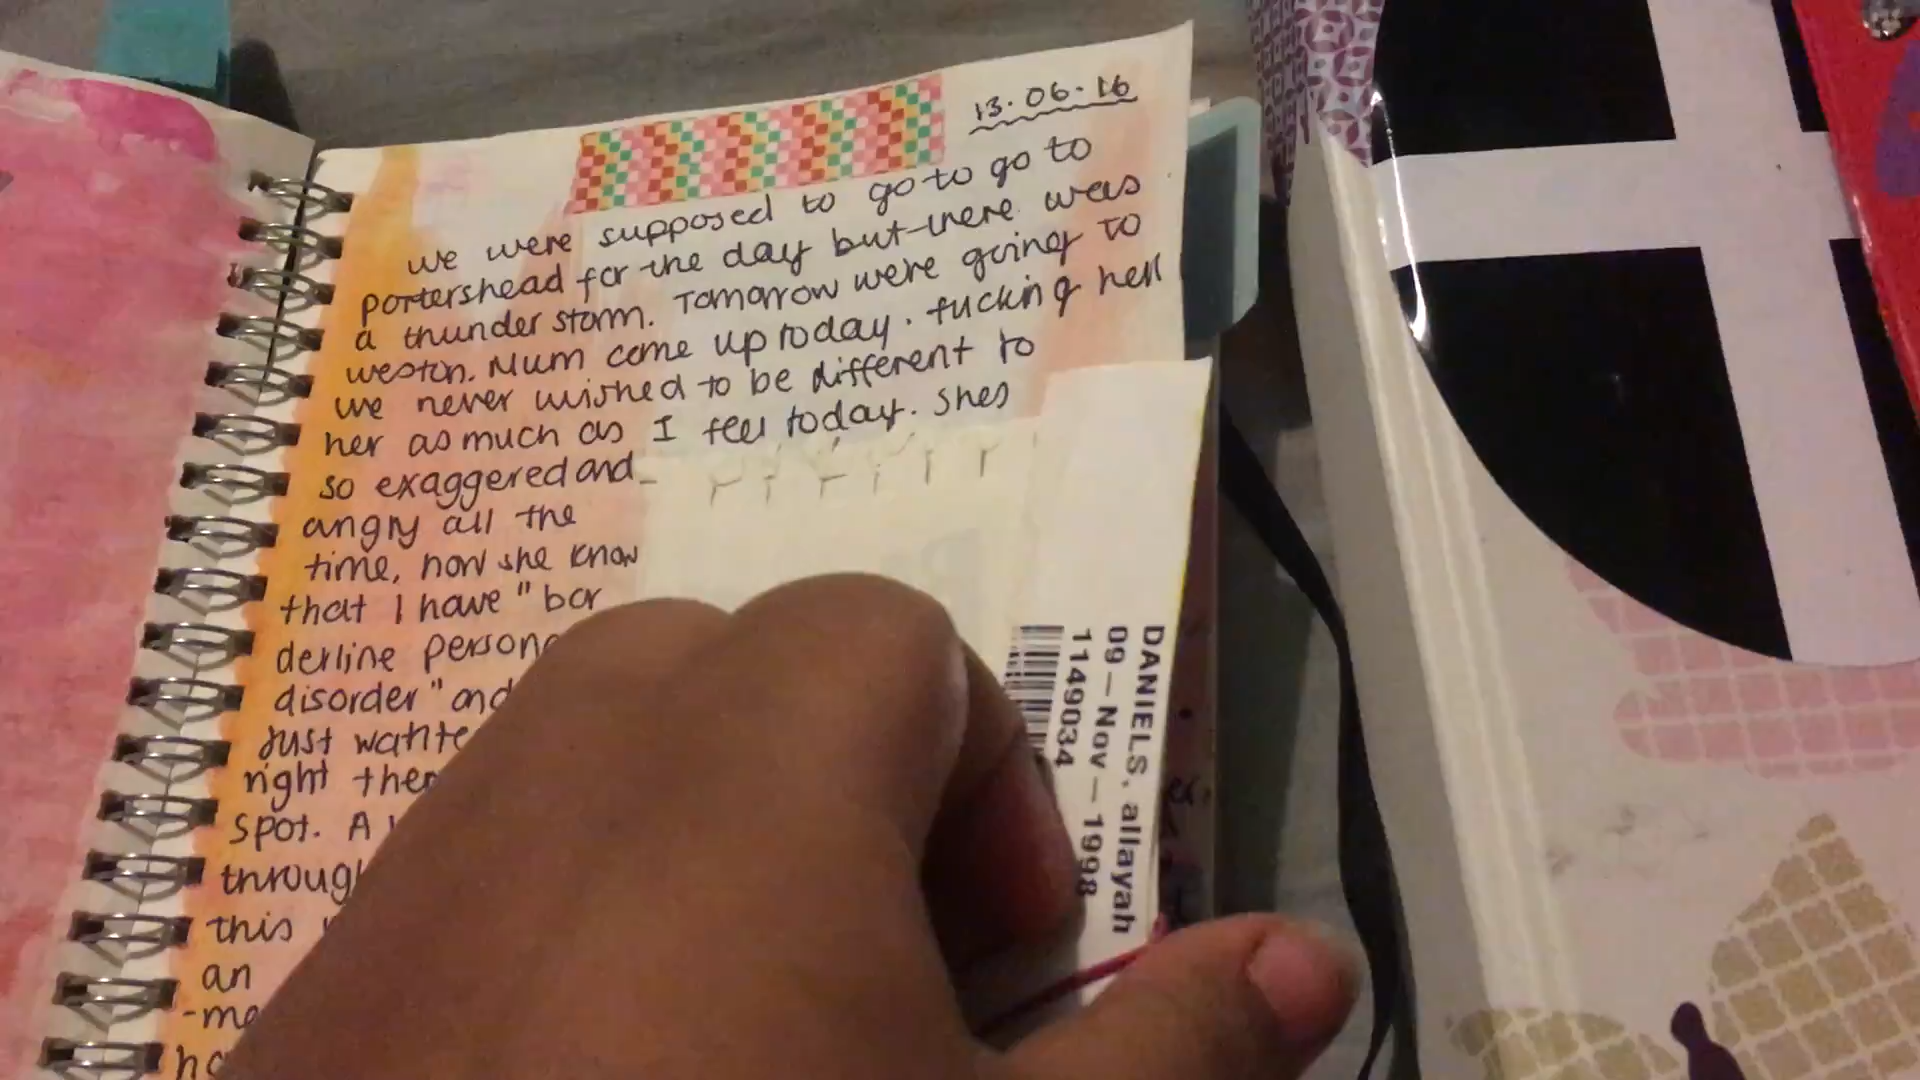 13.06.16
we were supposed to go to go to
portershead for the day but there was
a thunder storm. Tomorrow were going to
weston. Mum come up today. fucking hell
we never wished to be different to
her as much as I feel today. Shes
so exaggerated and
angry all the
time, now she know
that I have "bor
derline person
disorder" and
Just wante
right ther
spot. A
through
this
an
-me
ha
DANIELS, allayah
09-Nov-1998
1149034